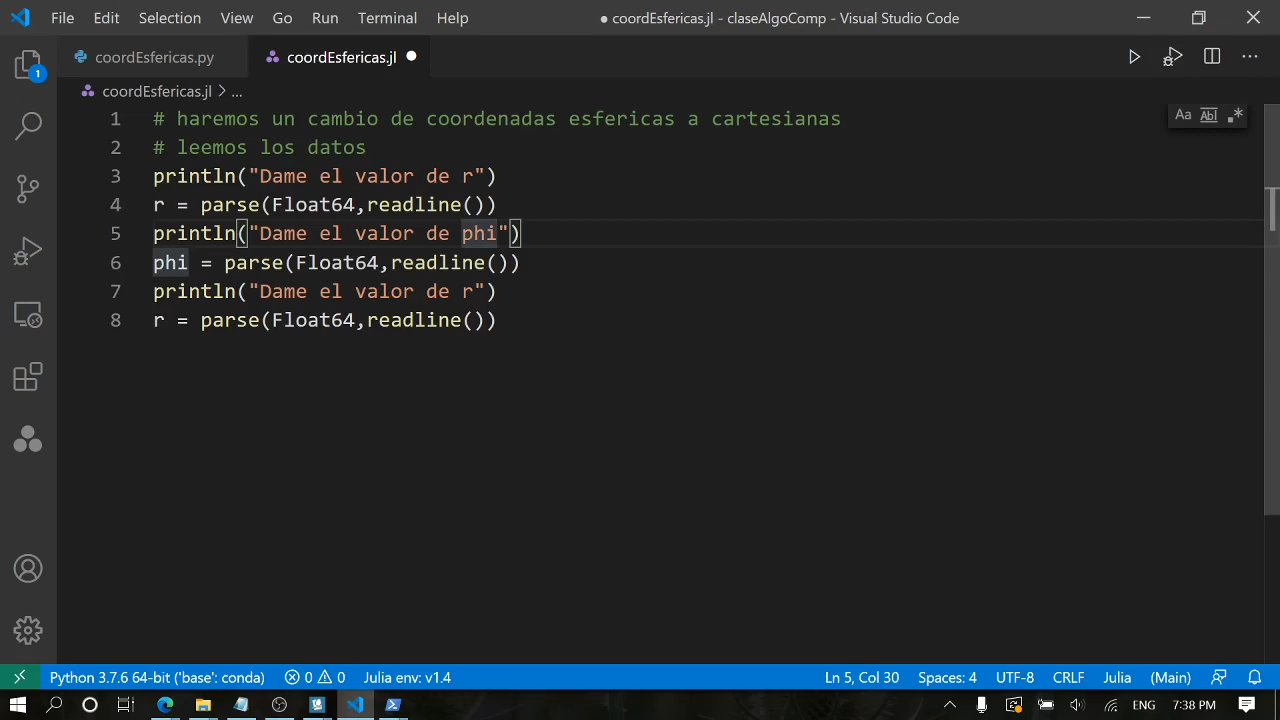 File Edit Selection View Go Run Terminal Help ● coordEsfericas.jl - claseAlgoComp - Visual Studio Code
coordEsfericas.py coordEsfericas.jl ●
coordEsfericas.jl > ...
1 # haremos un cambio de coordenadas esfericas a cartesianas
2 # leemos los datos
3 println("Dame el valor de r")
4 r = parse(Float64,readline())
5 println("Dame el valor de phi")
6 phi = parse(Float64,readline())
7 println("Dame el valor de r")
8 r = parse(Float64,readline())
Aa Abl .*
1
Python 3.7.6 64-bit ('base': conda) 0 0 Julia env: v1.4 Ln 5, Col 30 Spaces: 4 UTF-8 CRLF Julia (Main)
ENG 7:38 PM